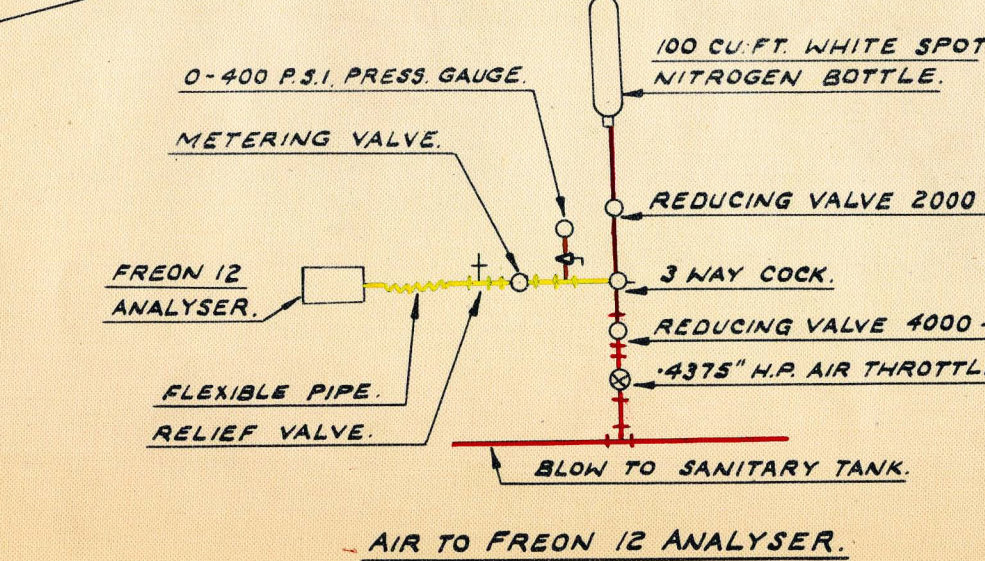 0-400 P.S.I. PRESS. GAUGE.
100 CU. FT. WHITE SPOT
NITROGEN BOTTLE.
METERING VALVE.
REDUCING VALVE 2000
FREON 12
ANALYSER.
3 WAY COCK.
REDUCING VALVE 4000-
.4375" H.P. AIR THROTTL
FLEXIBLE PIPE.
RELIEF VALVE.
BLOW TO SANITARY TANK.
AIR TO FREON 12 ANALYSER.